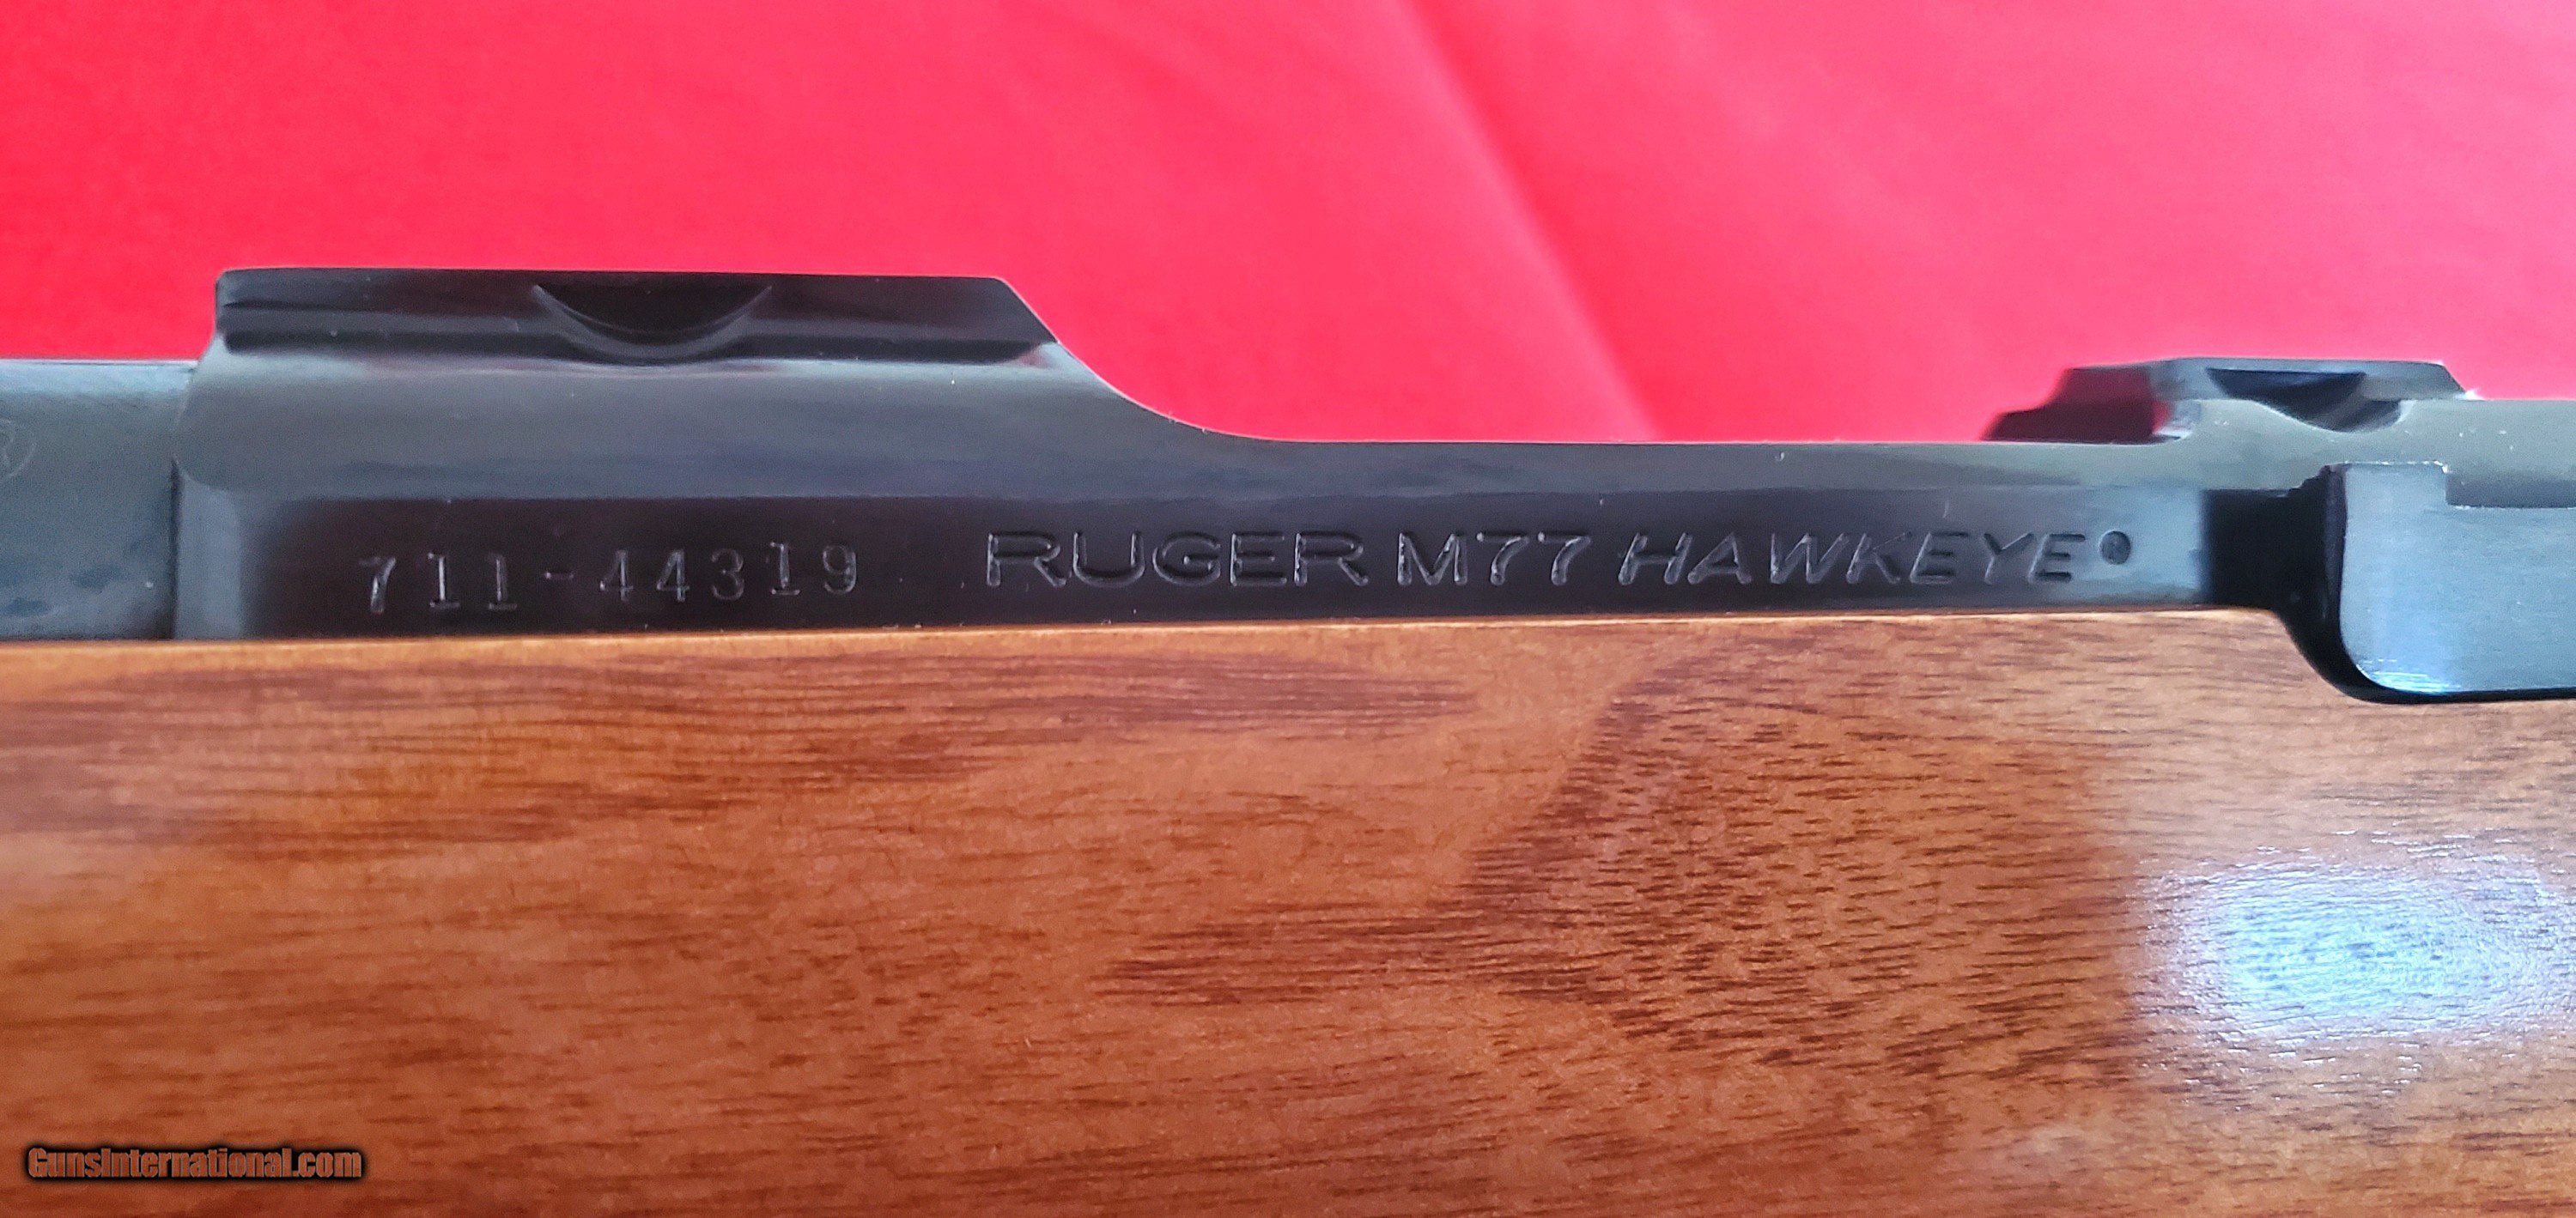 711-44319 RUGER M77 HAWKEYE
GunsInternational.com